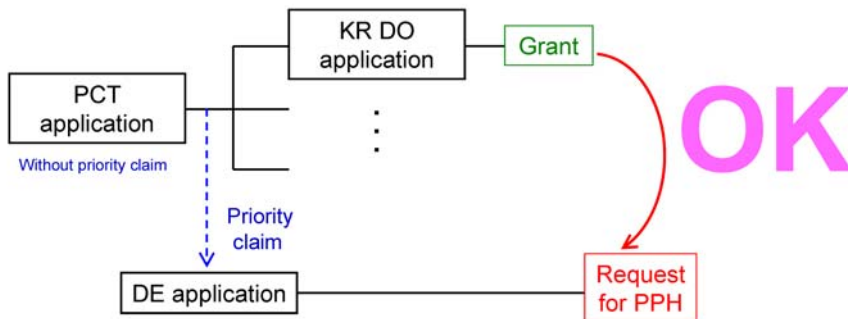 KR DO
application
Grant
PCT
application
OK
Without priority claim
Priority
claim
DE application
Request
for PPH